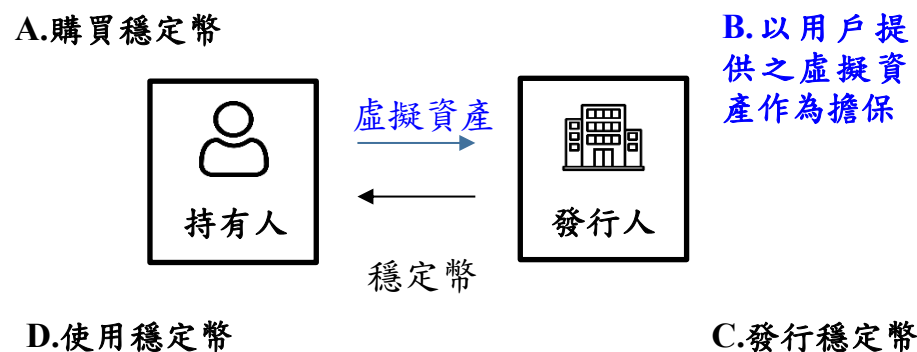 A.購買穩定幣
B.以用戶提
供之虛擬資
產作為擔保
虛擬資產
持有人
發行人
穩定幣
D.使用穩定幣
C.發行穩定幣